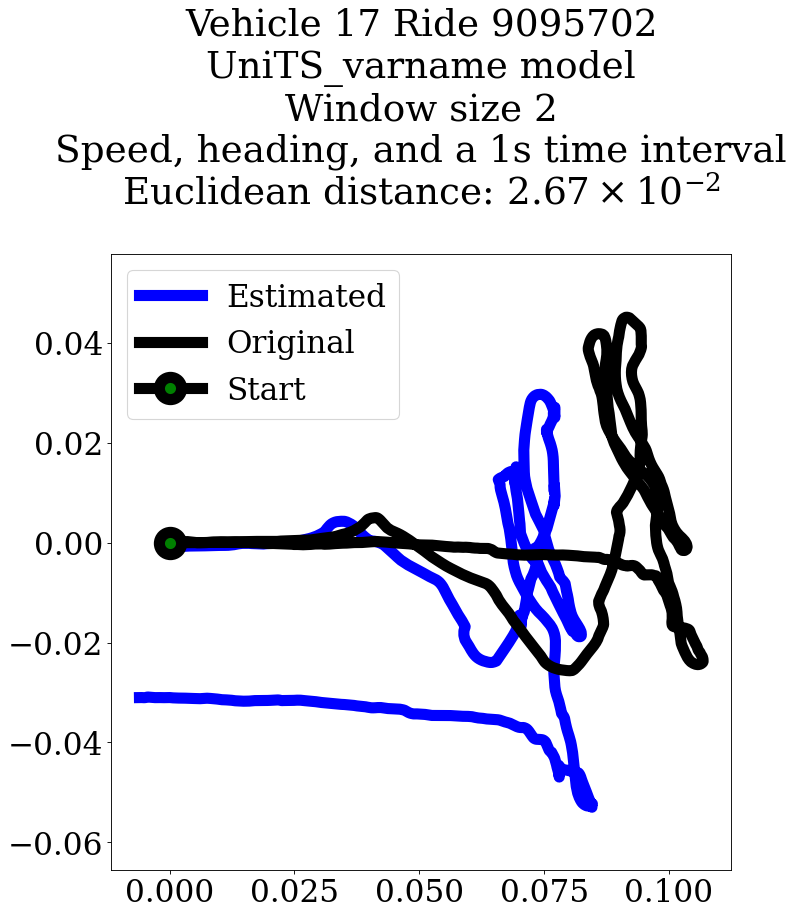 Vehicle 17 Ride 9095702
UniTS_varname model
Window size 2
Speed, heading, and a 1s time interval
Euclidean distance: 2.67 × 10⁻²
Estimated
Original
Start
0.04
0.02
0.00
−0.02
−0.04
−0.06
0.000 0.025 0.050 0.075 0.100